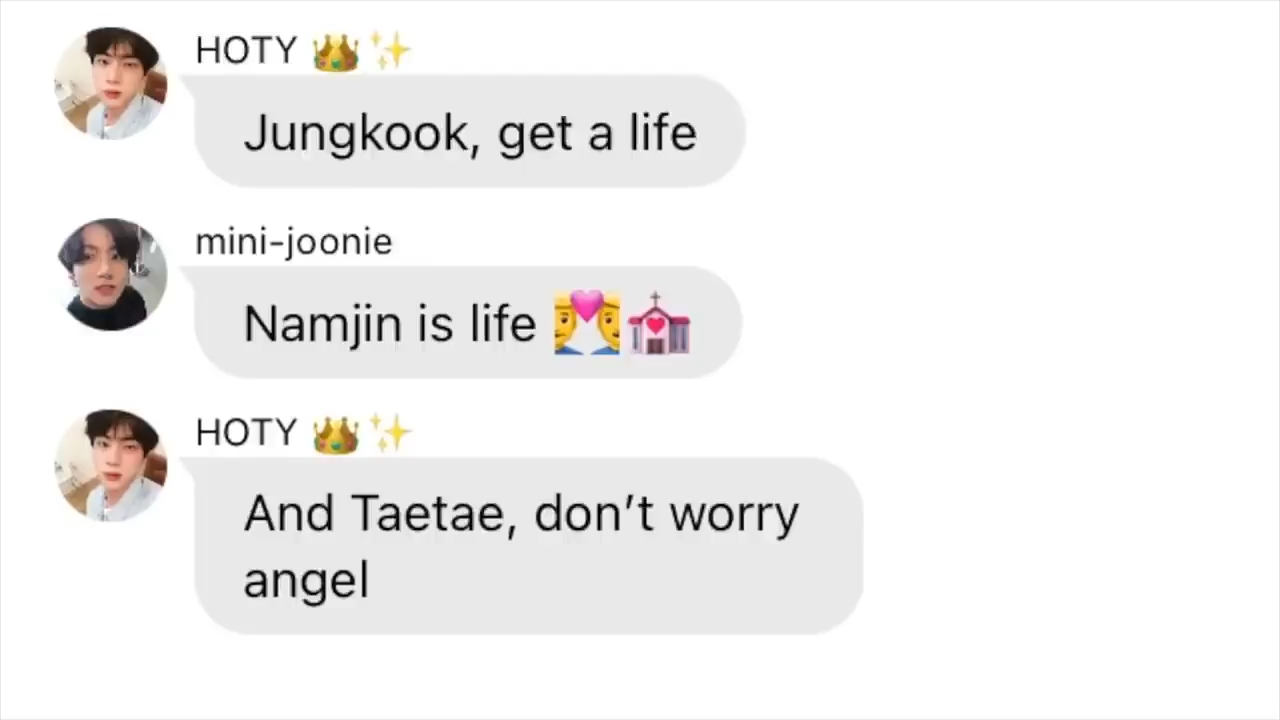 HOTY 👑✨
Jungkook, get a life
mini-joonie
Namjin is life 👨‍❤️‍👨💒
HOTY 👑✨
And Taetae, don’t worry
angel